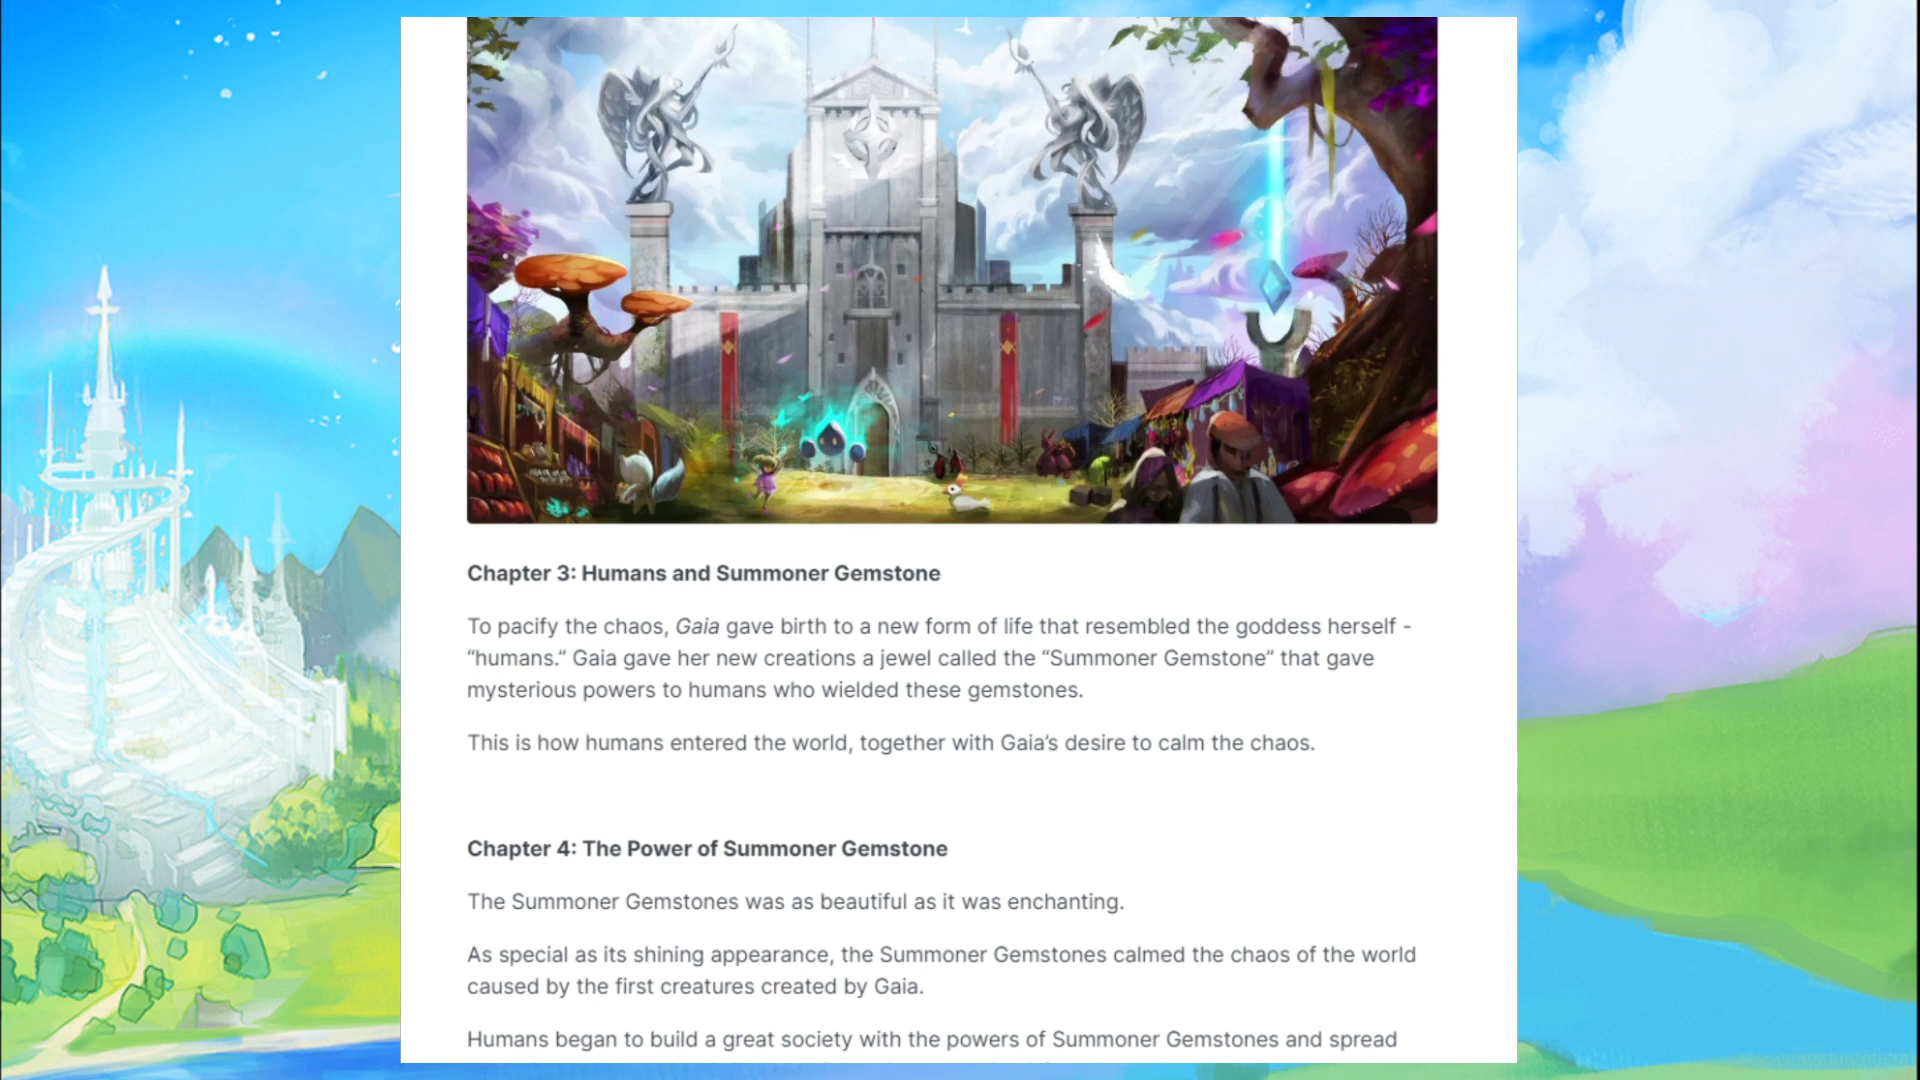 Chapter 3: Humans and Summoner Gemstone
To pacify the chaos, Gaia gave birth to a new form of life that resembled the goddess herself -
“humans.” Gaia gave her new creations a jewel called the “Summoner Gemstone” that gave
mysterious powers to humans who wielded these gemstones.
This is how humans entered the world, together with Gaia’s desire to calm the chaos.
Chapter 4: The Power of Summoner Gemstone
The Summoner Gemstones was as beautiful as it was enchanting.
As special as its shining appearance, the Summoner Gemstones calmed the chaos of the world
caused by the first creatures created by Gaia.
Humans began to build a great society with the powers of Summoner Gemstones and spread